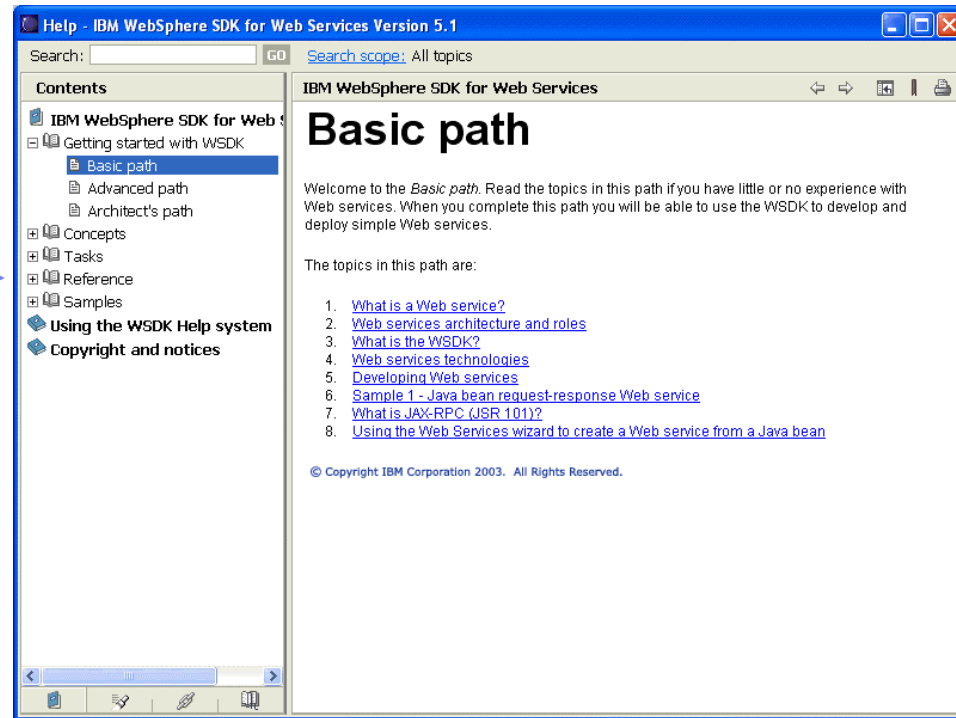 Help - IBM WebSphere SDK for Web Services Version 5.1
Search: GO Search scope: All topics
Contents
IBM WebSphere SDK for Web
Getting started with WSDK
Basic path
Advanced path
Architect's path
Concepts
Tasks
Reference
Samples
Using the WSDK Help system
Copyright and notices
IBM WebSphere SDK for Web Services
Basic path
Welcome to the Basic path. Read the topics in this path if you have little or no experience with
Web services. When you complete this path you will be able to use the WSDK to develop and
deploy simple Web services.
The topics in this path are:
1. What is a Web service?
2. Web services architecture and roles
3. What is the WSDK?
4. Web services technologies
5. Developing Web services
6. Sample 1 - Java bean request-response Web service
7. What is JAX-RPC (JSR 101)?
8. Using the Web Services wizard to create a Web service from a Java bean
© Copyright IBM Corporation 2003. All Rights Reserved.